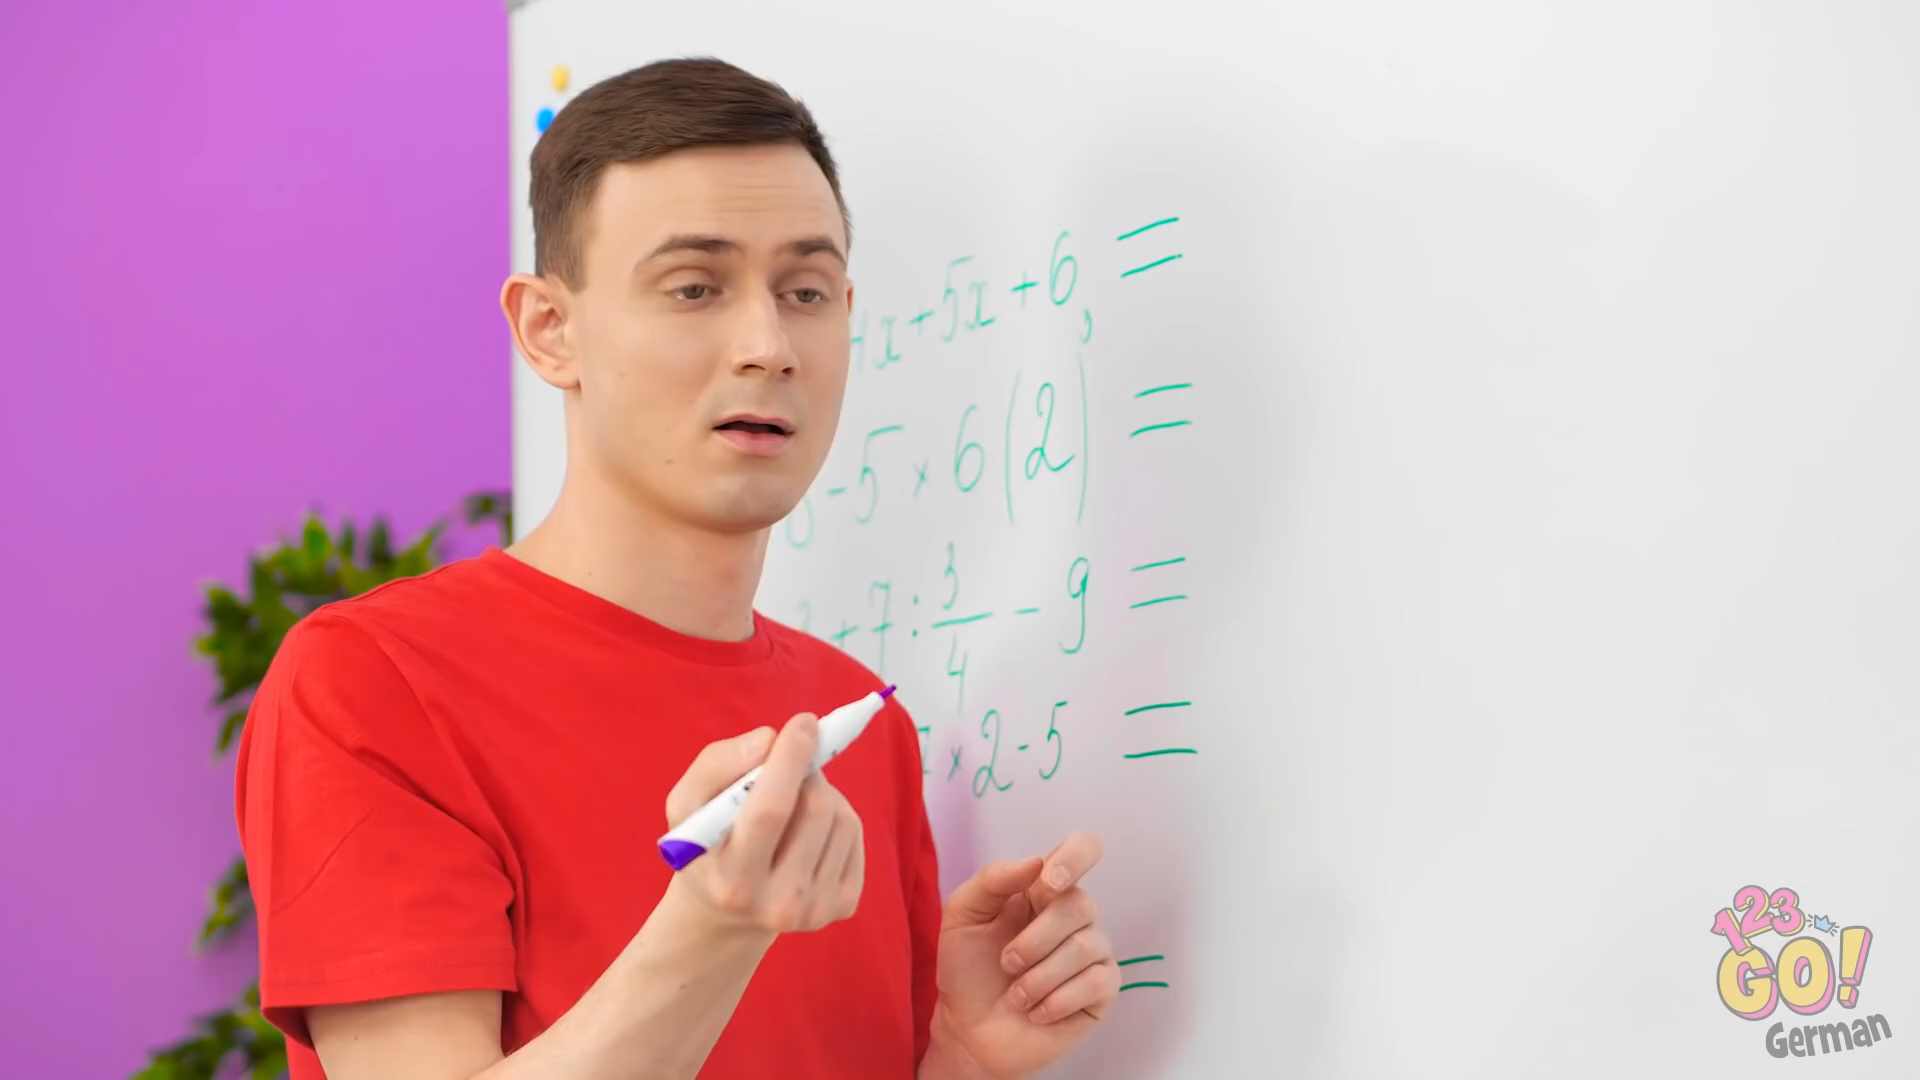 4x+5x+6, =
-5×6(2) =
+7:3/4-9 =
×2-5 =
=
123
GO!
German